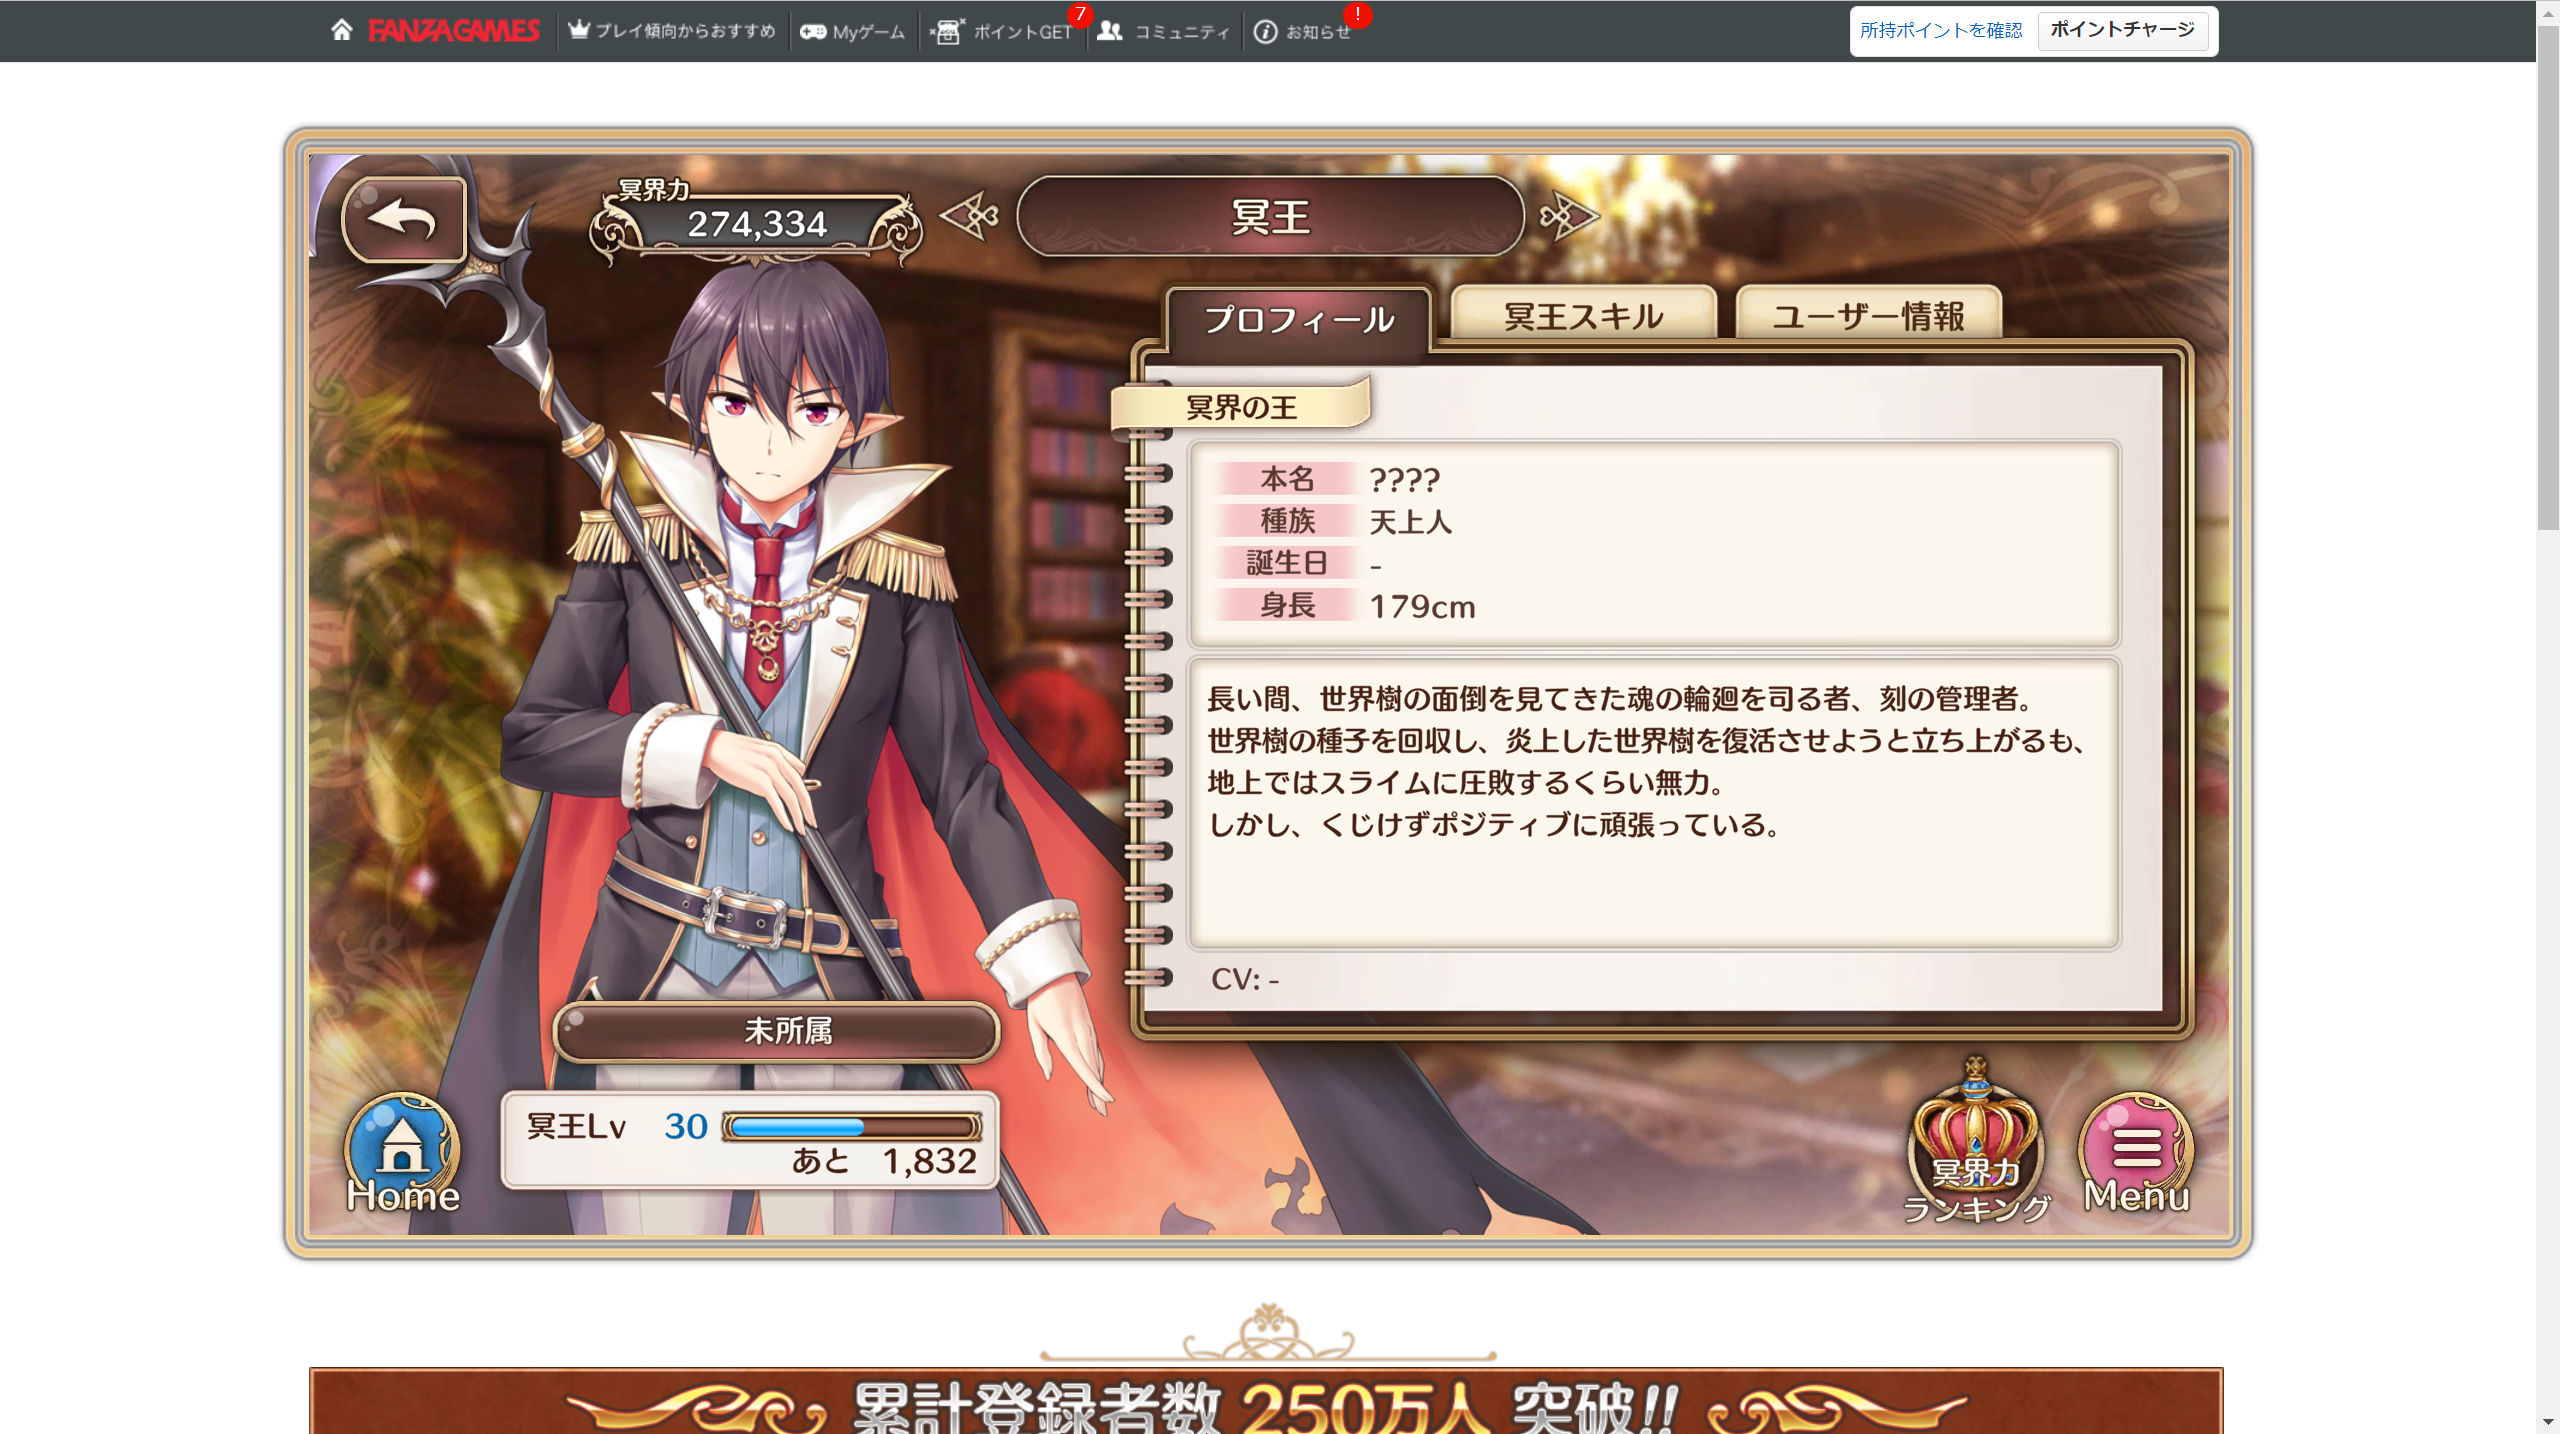 FANZA GAMES
プレイ傾向からおすすめ
Myゲーム
ポイントGET
7
コミュニティ
お知らせ
!
所持ポイントを確認
ポイントチャージ
冥界力
274,334
冥王
プロフィール
冥王スキル
ユーザー情報
冥界の王
本名 ????
種族 天上人
誕生日 -
身長 179cm
長い間、世界樹の面倒を見てきた魂の輪廻を司る者、刻の管理者。
世界樹の種子を回収し、炎上した世界樹を復活させようと立ち上がるも、
地上ではスライムに圧敗するくらい無力。
しかし、くじけずポジティブに頑張っている。
CV: -
未所属
冥王Lv 30
あと 1,832
Home
冥界力
ランキング
Menu
累計登録者数 250万人 突破!!